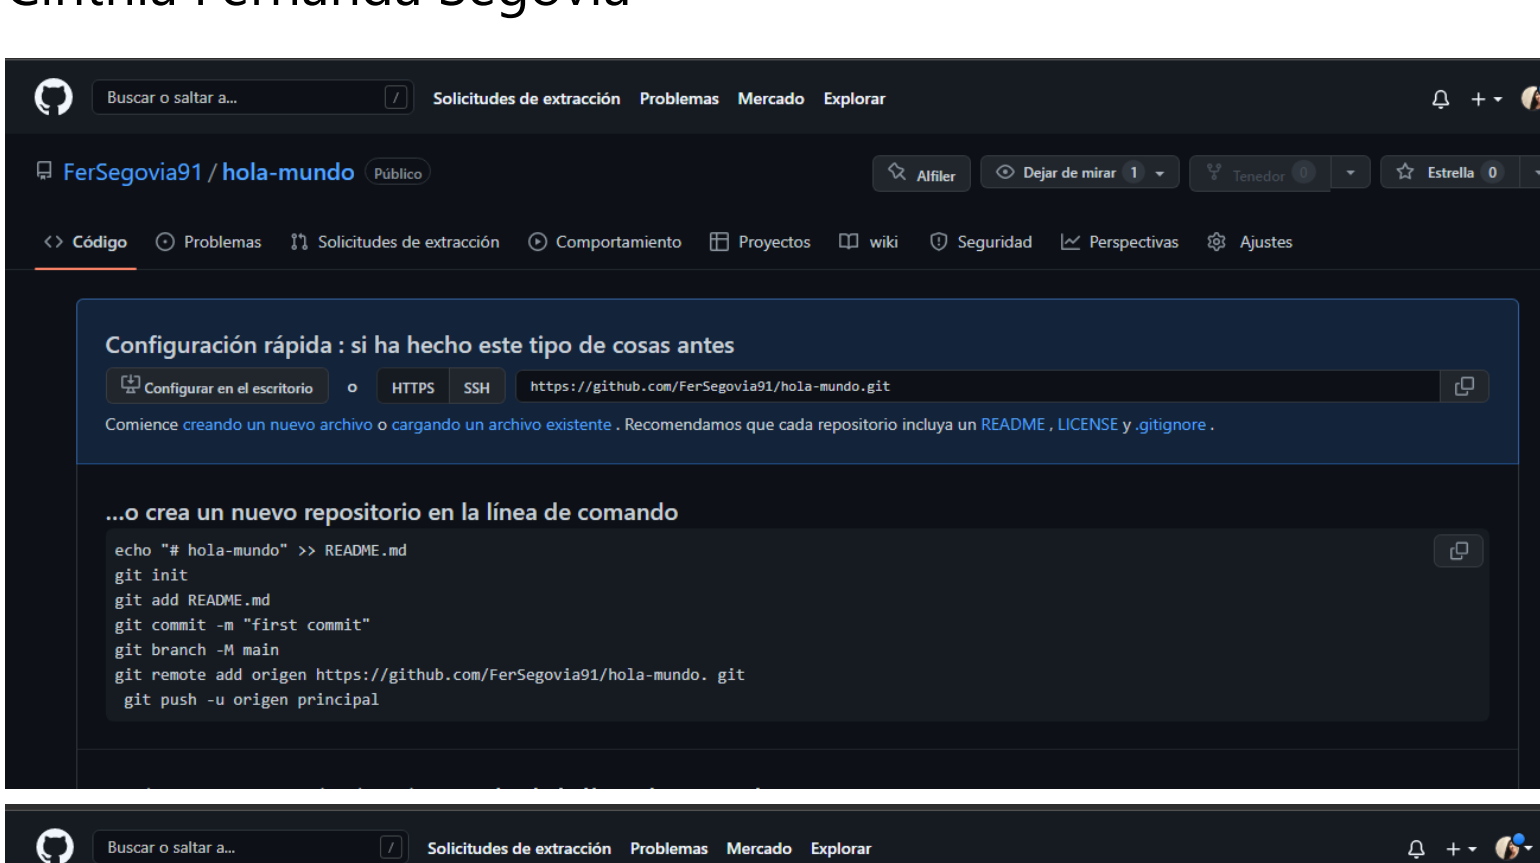 Cinthia Fernanda Segovia
Buscar o saltar a... / Solicitudes de extracción Problemas Mercado Explorar
FerSegovia91 / hola-mundo Público Alfiler Dejar de mirar 1 Tenedor 0 Estrella 0
<> Código Problemas Solicitudes de extracción Comportamiento Proyectos wiki Seguridad Perspectivas Ajustes
Configuración rápida : si ha hecho este tipo de cosas antes
Configurar en el escritorio o HTTPS SSH https://github.com/FerSegovia91/hola-mundo.git
Comience creando un nuevo archivo o cargando un archivo existente . Recomendamos que cada repositorio incluya un README , LICENSE y .gitignore .
...o crea un nuevo repositorio en la línea de comando
echo "# hola-mundo" >> README.md
git init
git add README.md
git commit -m "first commit"
git branch -M main
git remote add origen https://github.com/FerSegovia91/hola-mundo. git
git push -u origen principal
Buscar o saltar a... / Solicitudes de extracción Problemas Mercado Explorar